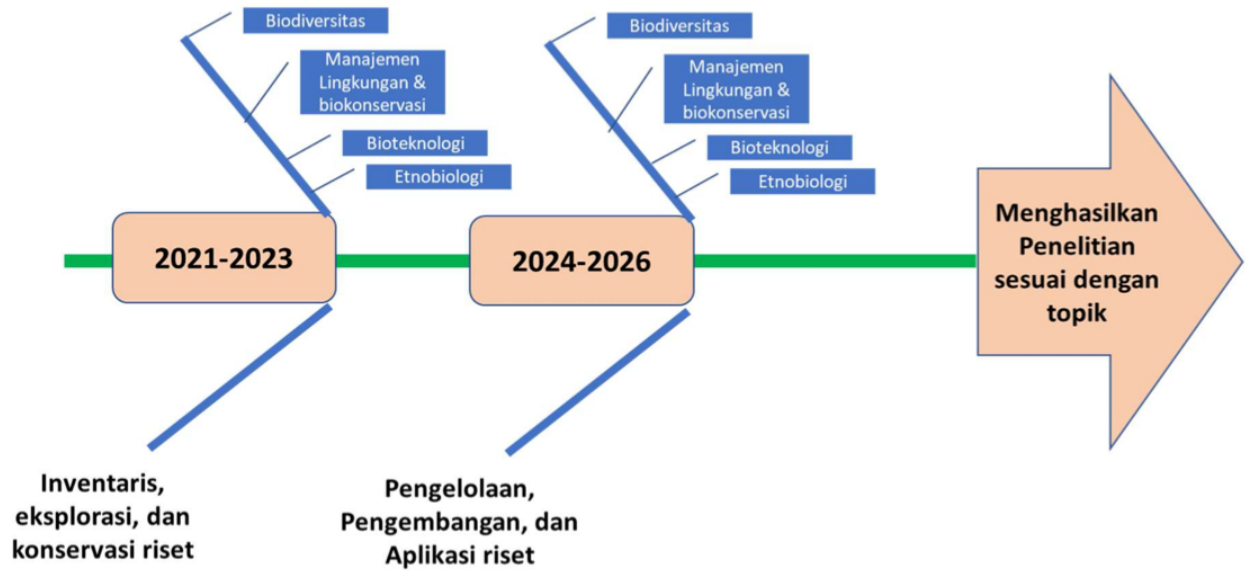 Biodiversitas
Manajemen
Lingkungan &
biokonservasi
Bioteknologi
Etnobiologi
Biodiversitas
Manajemen
Lingkungan &
biokonservasi
Bioteknologi
Etnobiologi
2021-2023
2024-2026
Menghasilkan
Penelitian
sesuai dengan
topik
Inventaris,
eksplorasi, dan
konservasi riset
Pengelolaan,
Pengembangan, dan
Aplikasi riset